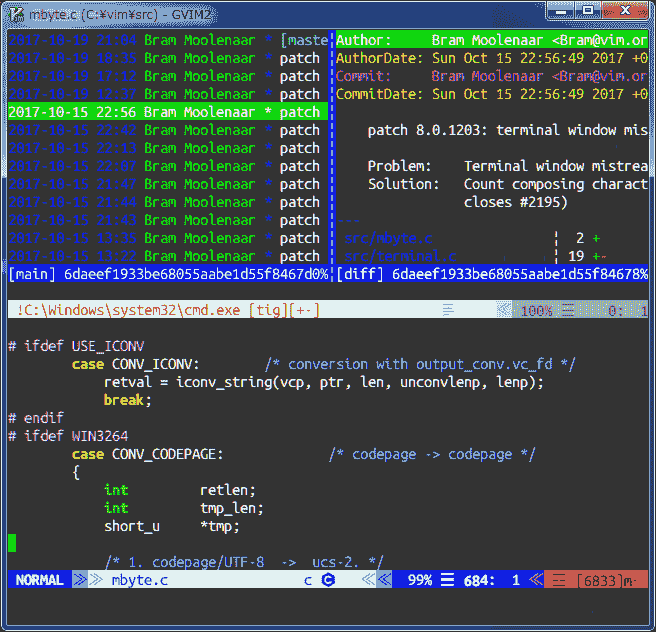 mbyte.c (C:¥vim¥src) - GVIM2
2017-10-19 21:04 Bram Moolenaar * [maste
Bram Moolenaar * patch
2017-10-19 17:12 Bram Moolenaar * patch
2017-10-19 12:37 Bram Moolenaar * patch
2017-10-15 22:56 Bram Moolenaar * patch
2017-10-15 22:42 Bram Moolenaar * patch
2017-10-15 22:13 Bram Moolenaar * patch
2017-10-15 22:07 Bram Moolenaar * patch
2017-10-15 21:47 Bram Moolenaar * patch
2017-10-15 21:44 Bram Moolenaar * patch
2017-10-15 21:43 Bram Moolenaar * patch
2017-10-15 13:35 Bram Moolenaar * patch
2017-10-15 13:22 Bram Moolenaar * patch
[main] 6daeef1933be68055aabe1d55f8467d0%
Author: Bram Moolenaar <Bram@vim.or
AuthorDate: Sun Oct 15 22:56:49 2017 +0
Commit: Bram Moolenaar <Bram@vim.or
CommitDate: Sun Oct 15 22:56:49 2017 +0
patch 8.0.1203: terminal window mis
Problem: Terminal window mistrea
Solution: Count composing charact
closes #2195)
---
src/mbyte.c | 2 +
src/terminal.c | 19 +-
[diff] 6daeef1933be68055aabe1d55f84678%
!C:\Windows\system32\cmd.exe [tig][+-] 100% ☰ 0: 1
# ifdef USE_ICONV
case CONV_ICONV: /* conversion with output_conv.vc_fd */
retval = iconv_string(vcp, ptr, len, unconvlenp, lenp);
break;
# endif
# ifdef WIN3264
case CONV_CODEPAGE: /* codepage -> codepage */
{
int retlen;
int tmp_len;
short_u *tmp;
/* 1. codepage/UTF-8 -> ucs-2. */
NORMAL mbyte.c c C 99% ☰ 684: 1 ☲ [6833]m-